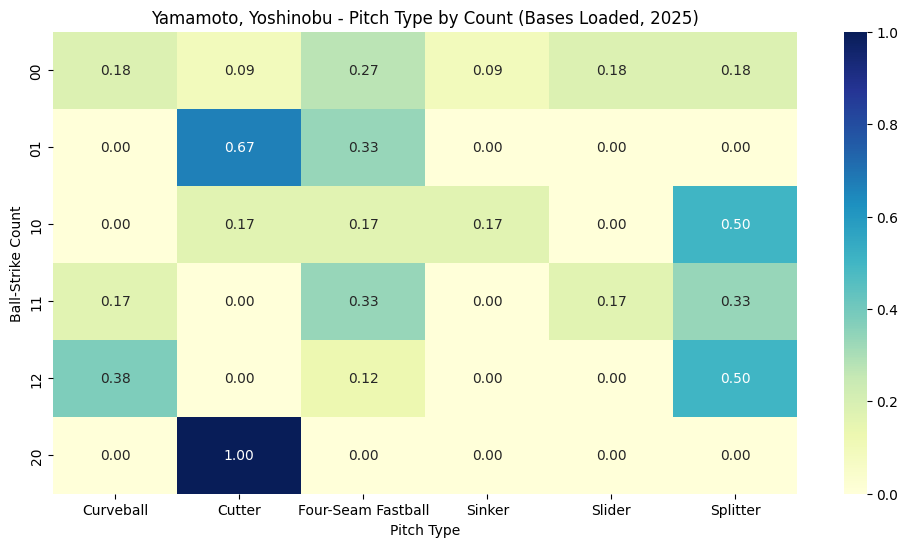 Yamamoto, Yoshinobu - Pitch Type by Count (Bases Loaded, 2025)
Ball-Strike Count
00 0.18 0.09 0.27 0.09 0.18 0.18
01 0.00 0.67 0.33 0.00 0.00 0.00
10 0.00 0.17 0.17 0.17 0.00 0.50
11 0.17 0.00 0.33 0.00 0.17 0.33
12 0.38 0.00 0.12 0.00 0.00 0.50
20 0.00 1.00 0.00 0.00 0.00 0.00
Curveball Cutter Four-Seam Fastball Sinker Slider Splitter
Pitch Type
1.0
0.8
0.6
0.4
0.2
0.0